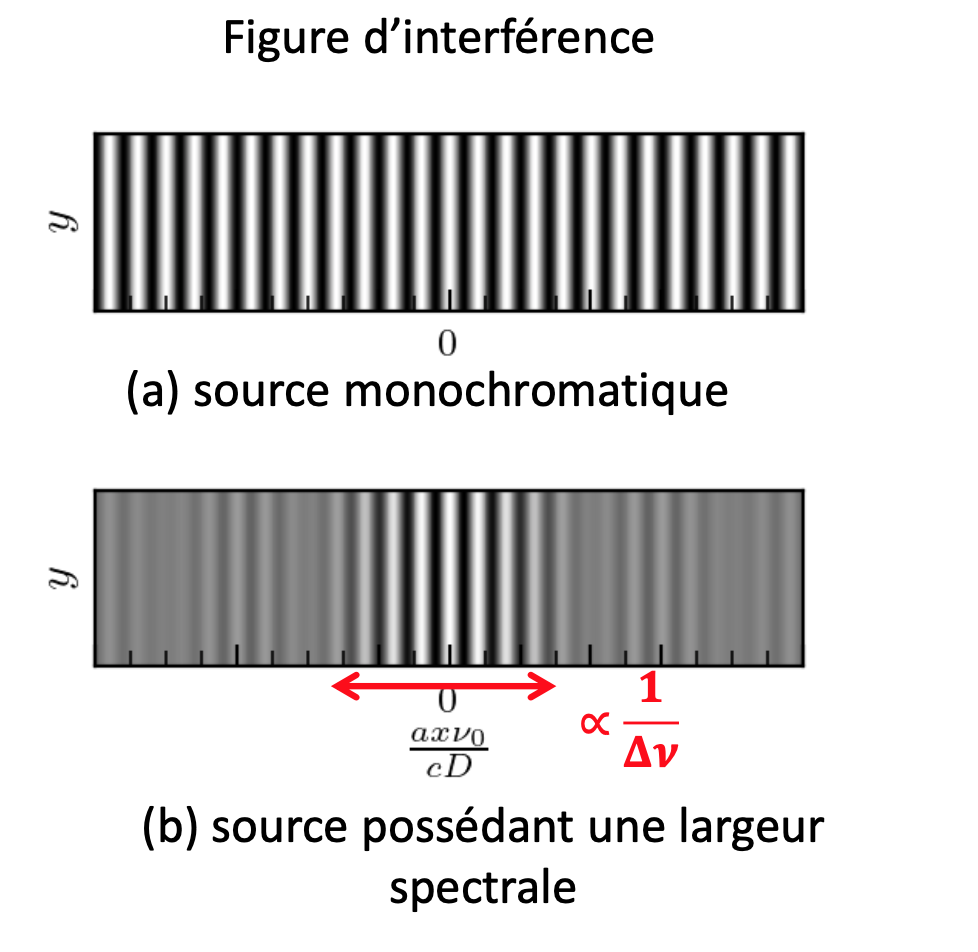 Figure d’interférence
y
0
(a) source monochromatique
y
0
axν₀
cD
∝ 1
Δν
(b) source possédant une largeur
spectrale